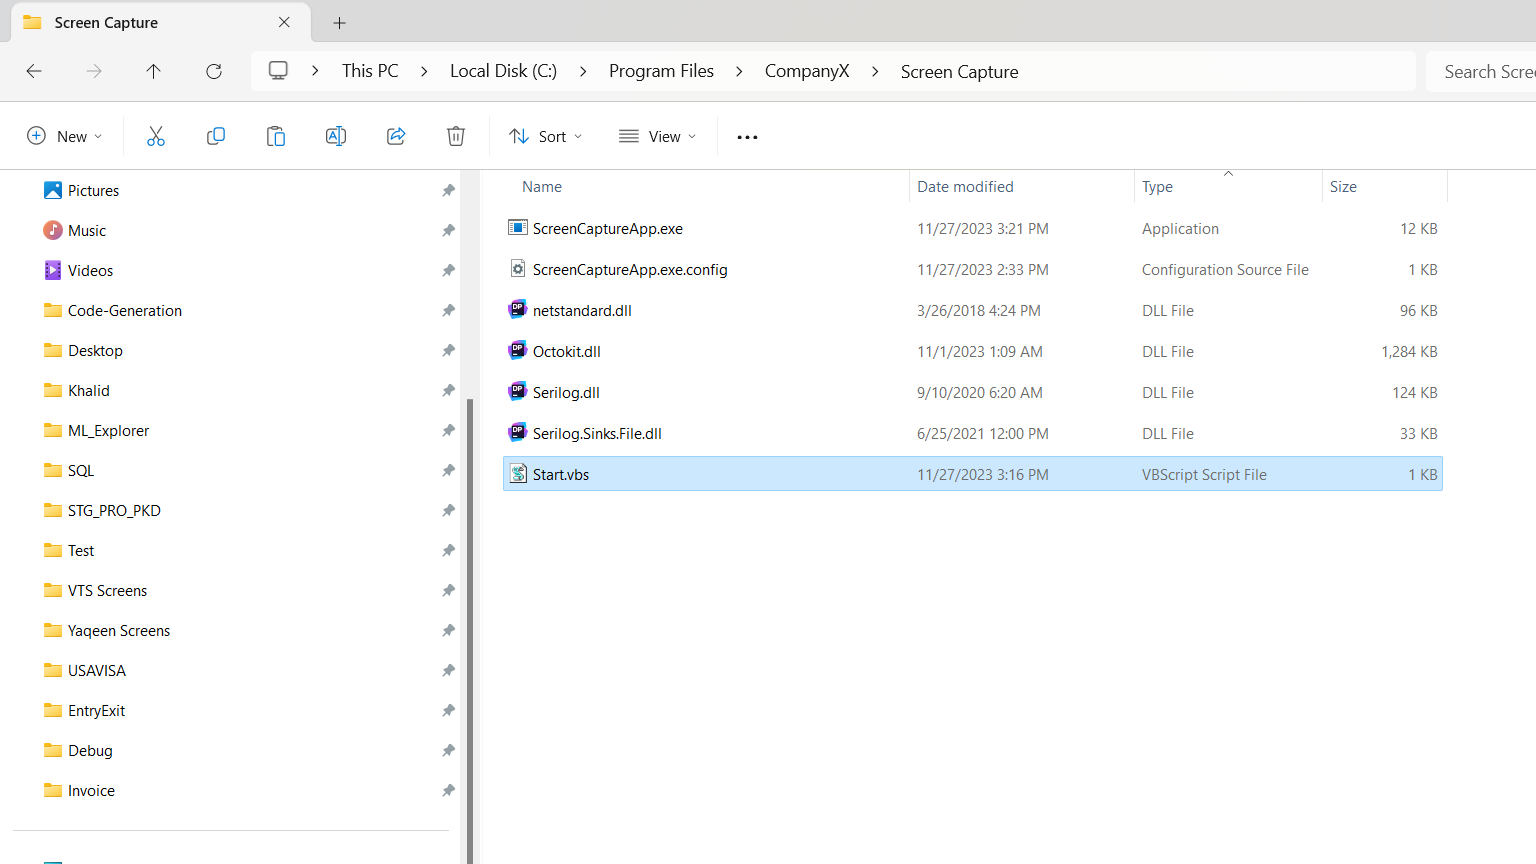 Screen Capture
This PC > Local Disk (C:) > Program Files > CompanyX > Screen Capture
Search Scre
New
Sort
View
Pictures
Music
Videos
Code-Generation
Desktop
Khalid
ML_Explorer
SQL
STG_PRO_PKD
Test
VTS Screens
Yaqeen Screens
USAVISA
EntryExit
Debug
Invoice
Name Date modified Type Size
ScreenCaptureApp.exe 11/27/2023 3:21 PM Application 12 KB
ScreenCaptureApp.exe.config 11/27/2023 2:33 PM Configuration Source File 1 KB
netstandard.dll 3/26/2018 4:24 PM DLL File 96 KB
Octokit.dll 11/1/2023 1:09 AM DLL File 1,284 KB
Serilog.dll 9/10/2020 6:20 AM DLL File 124 KB
Serilog.Sinks.File.dll 6/25/2021 12:00 PM DLL File 33 KB
Start.vbs 11/27/2023 3:16 PM VBScript Script File 1 KB